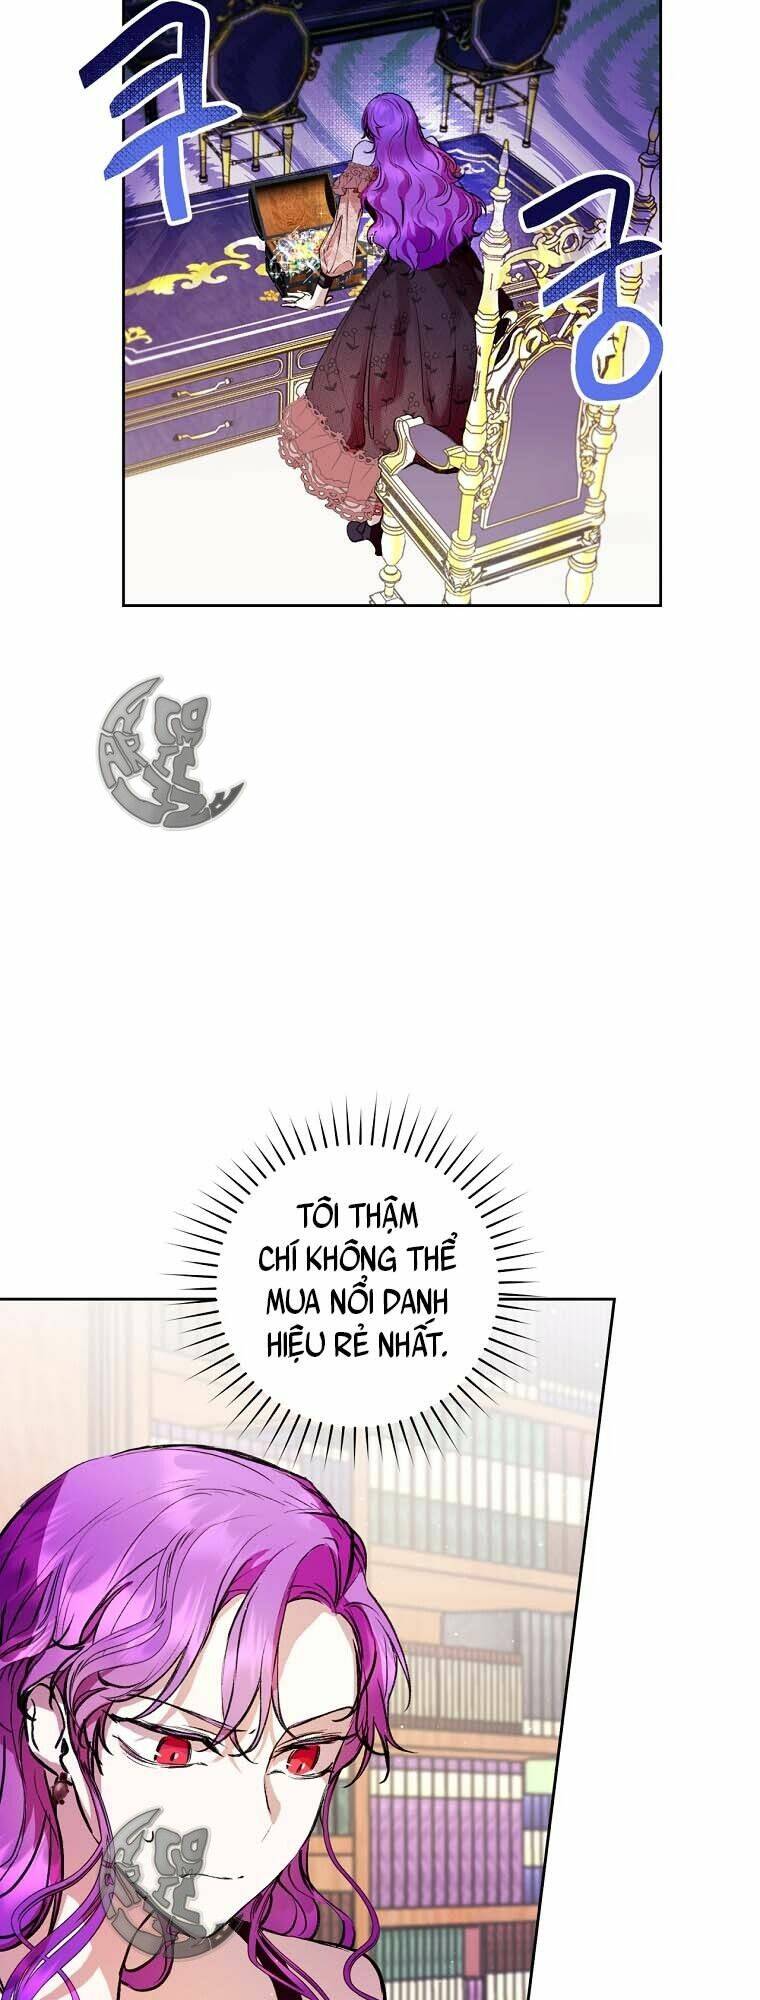 쿠
궁
TÔI THẬM
CHÍ KHÔNG THỂ
MUA NỔI DANH
HIỆU RẺ NHẤT.